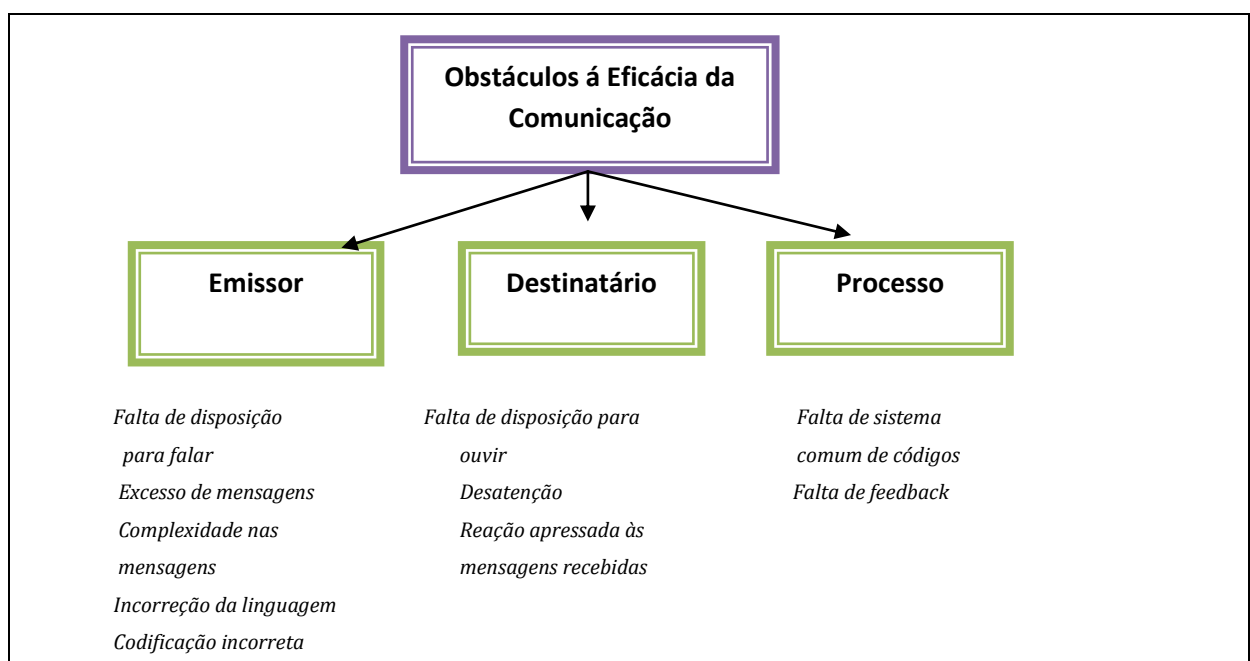 Obstáculos á Eficácia da
Comunicação
Emissor
Destinatário
Processo
Falta de disposição
para falar
Excesso de mensagens
Complexidade nas
mensagens
Incorreção da linguagem
Codificação incorreta
Falta de disposição para
ouvir
Desatenção
Reação apressada às
mensagens recebidas
Falta de sistema
comum de códigos
Falta de feedback